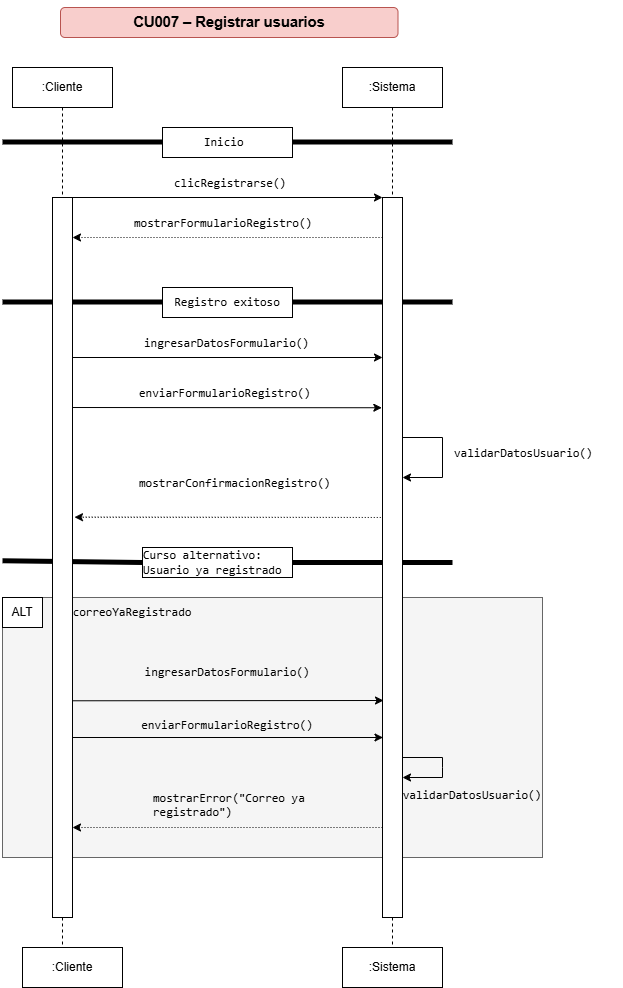 CU007 – Registrar usuarios
:Cliente
:Sistema
Inicio
clicRegistrarse()
mostrarFormularioRegistro()
Registro exitoso
ingresarDatosFormulario()
enviarFormularioRegistro()
validarDatosUsuario()
mostrarConfirmacionRegistro()
Curso alternativo:
Usuario ya registrado
ALT
correoYaRegistrado
ingresarDatosFormulario()
enviarFormularioRegistro()
validarDatosUsuario()
mostrarError("Correo ya
registrado")
:Cliente
:Sistema